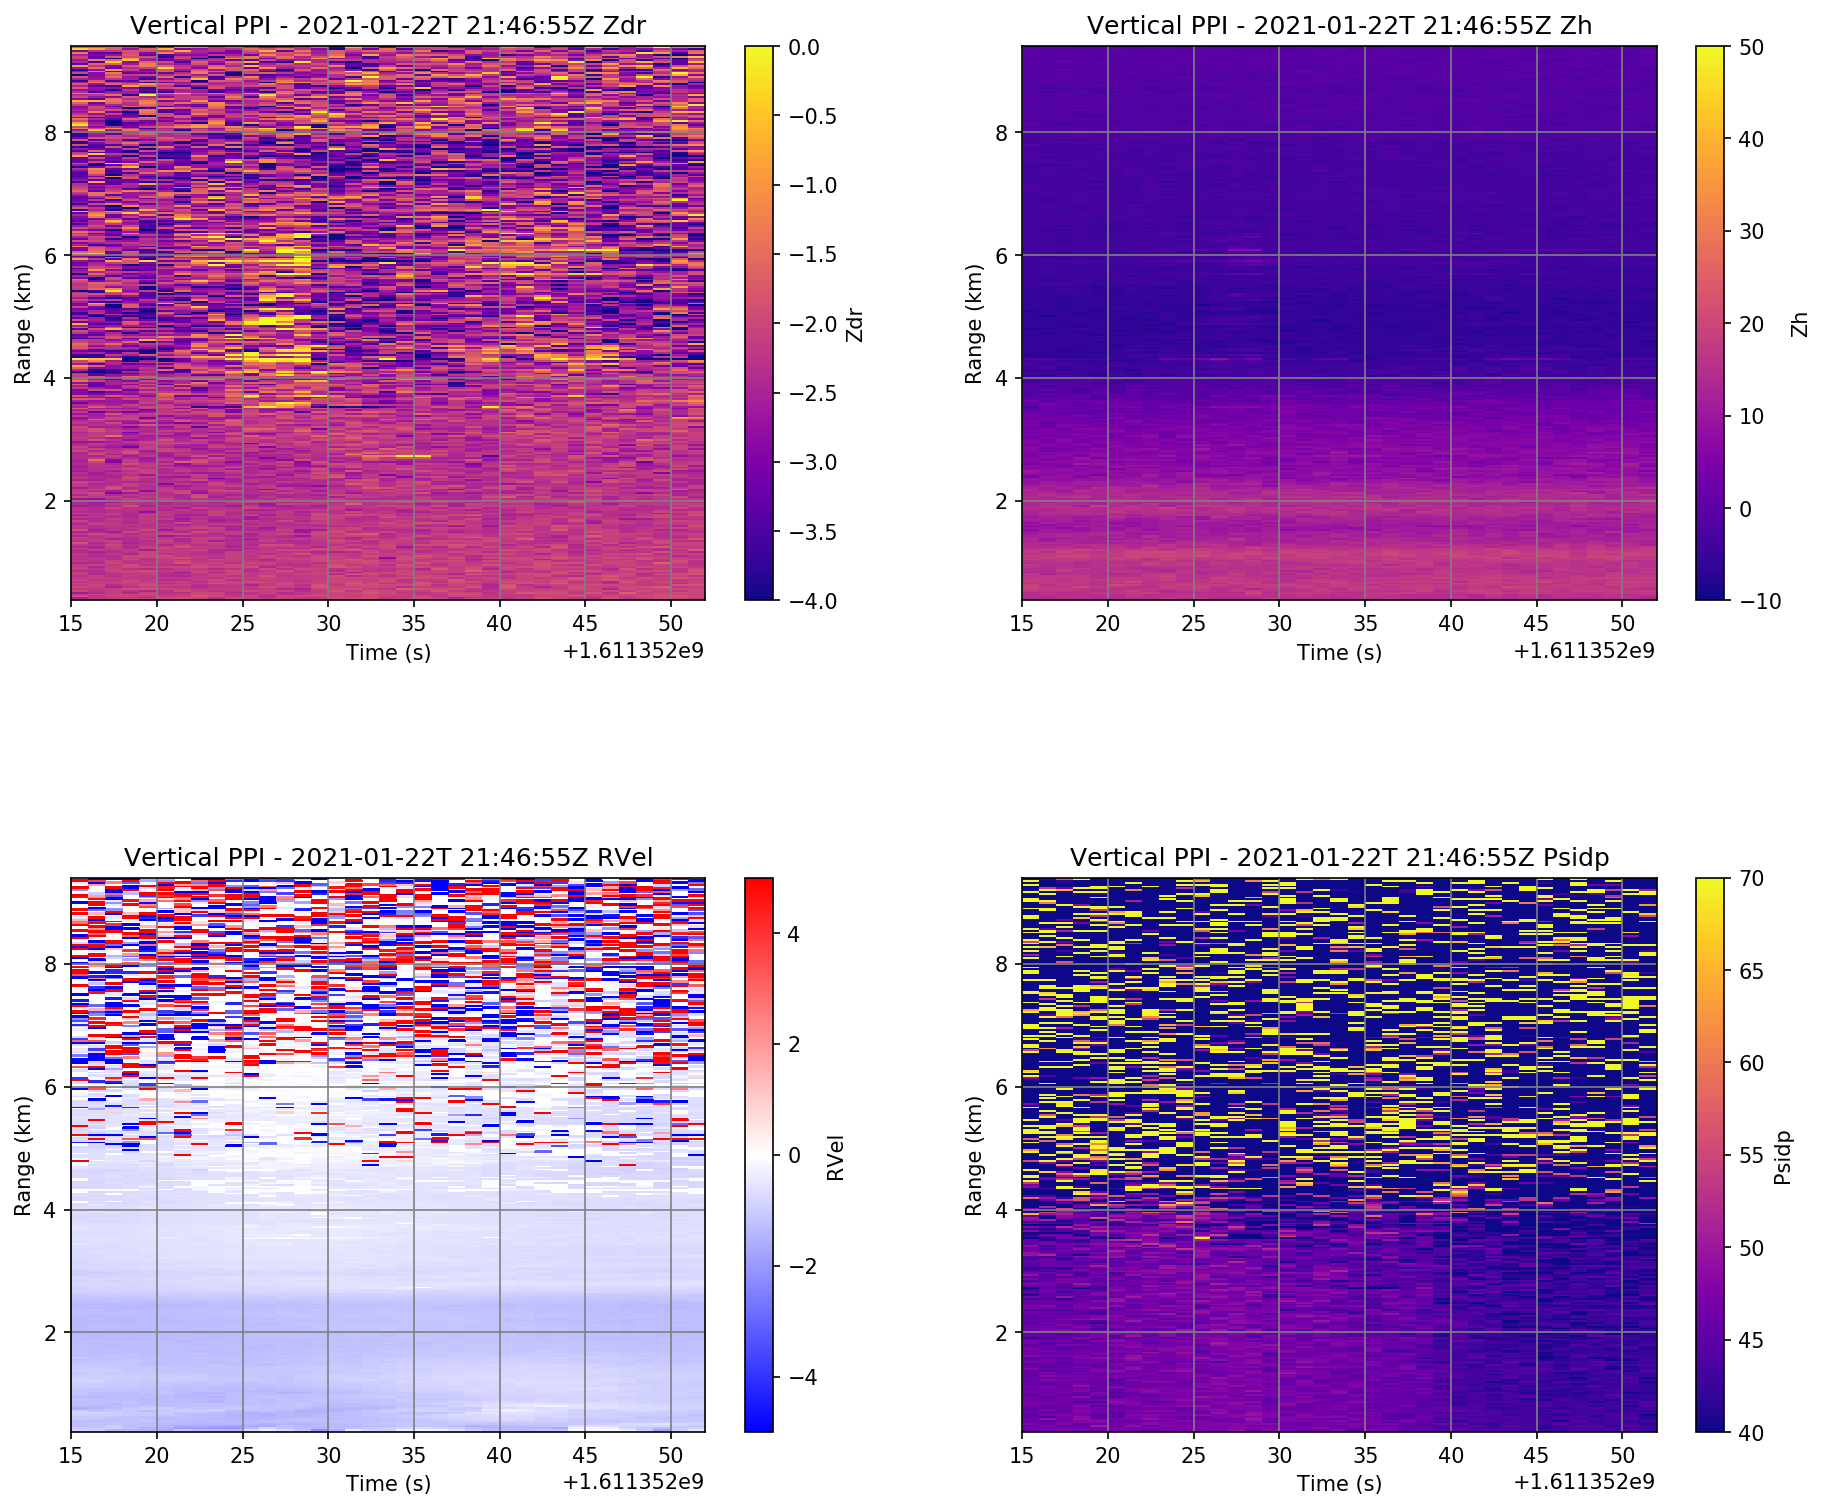 Vertical PPI - 2021-01-22T 21:46:55Z Zdr
8
6
4
2
Range (km)
15 20 25 30 35 40 45 50
Time (s)
+1.611352e9
0.0
−0.5
−1.0
−1.5
−2.0
−2.5
−3.0
−3.5
−4.0
Zdr
Vertical PPI - 2021-01-22T 21:46:55Z Zh
8
6
4
2
Range (km)
15 20 25 30 35 40 45 50
Time (s)
+1.611352e9
50
40
30
20
10
0
−10
Zh
Vertical PPI - 2021-01-22T 21:46:55Z RVel
8
6
4
2
Range (km)
15 20 25 30 35 40 45 50
Time (s)
+1.611352e9
4
2
0
−2
−4
RVel
Vertical PPI - 2021-01-22T 21:46:55Z Psidp
8
6
4
2
Range (km)
15 20 25 30 35 40 45 50
Time (s)
+1.611352e9
70
65
60
55
50
45
40
Psidp